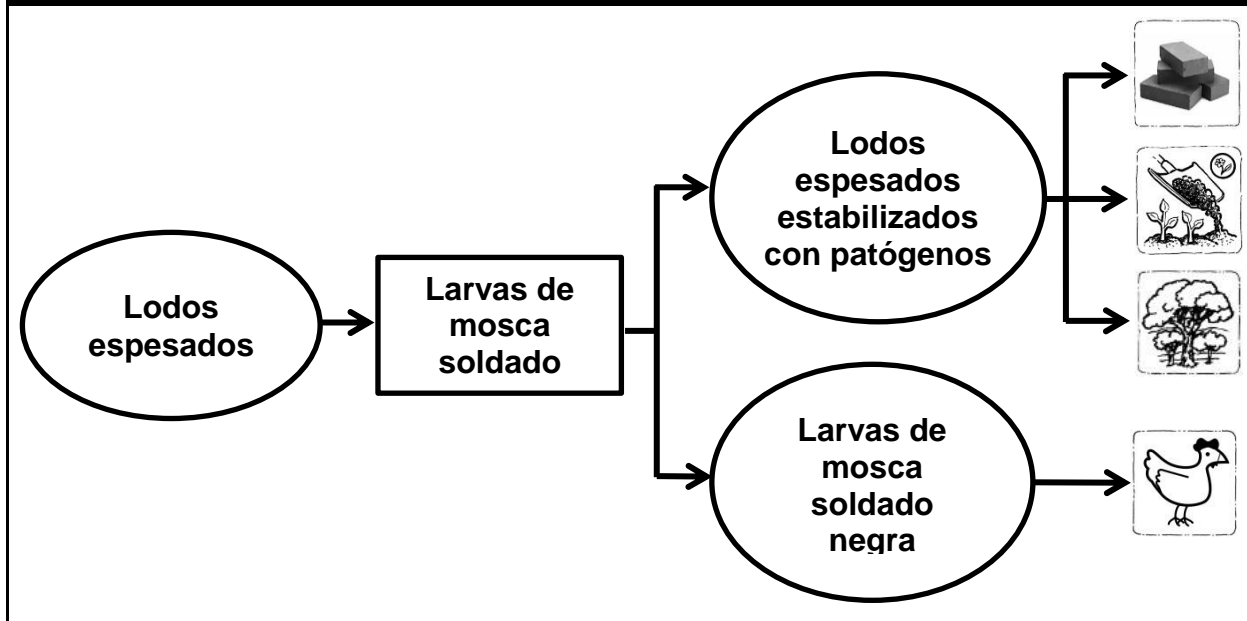 Lodos
espesados
Larvas de
mosca
soldado
Lodos
espesados
estabilizados
con patógenos
Larvas de
mosca
soldado
negra